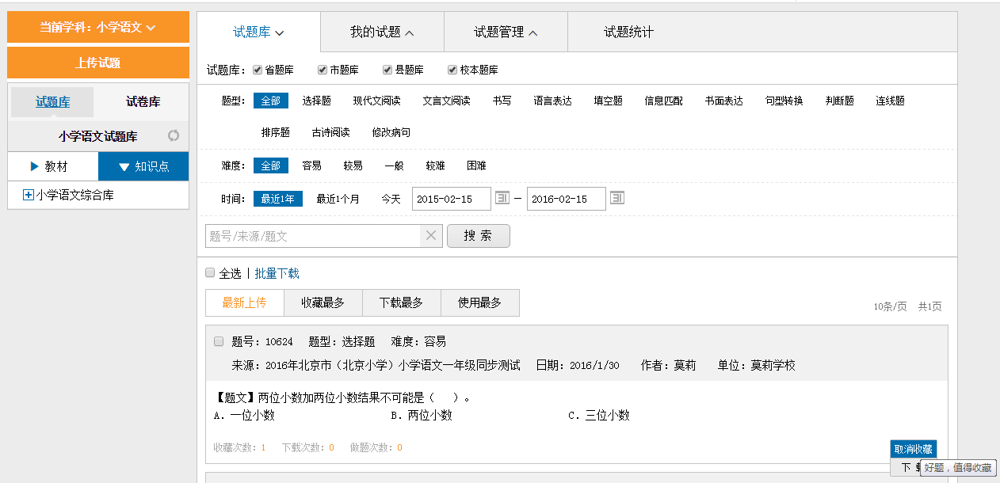 当前学科：小学语文
上传试题
试题库 试卷库
小学语文试题库
教材 知识点
小学语文综合库
试题库 我的试题 试题管理 试题统计
试题库： 省题库 市题库 县题库 校本题库
题型： 全部 选择题 现代文阅读 文言文阅读 书写 语言表达 填空题 信息匹配 书面表达 句型转换 判断题 连线题
排序题 古诗阅读 修改病句
难度： 全部 容易 较易 一般 较难 困难
时间： 最近1年 最近1个月 今天 2015-02-15 — 2016-02-15
题号/来源/题文 搜 索
全选 | 批量下载
最新上传 收藏最多 下载最多 使用最多 10条/页 共1页
题号：10624 题型：选择题 难度：容易
来源：2016年北京市（北京小学）小学语文一年级同步测试 日期：2016/1/30 作者：莫莉 单位：莫莉学校
【题文】两位小数加两位小数结果不可能是（ ）。
A．一位小数 B．两位小数 C．三位小数
收藏次数：1 下载次数：0 做题次数：0
取消收藏
下
好题，值得收藏